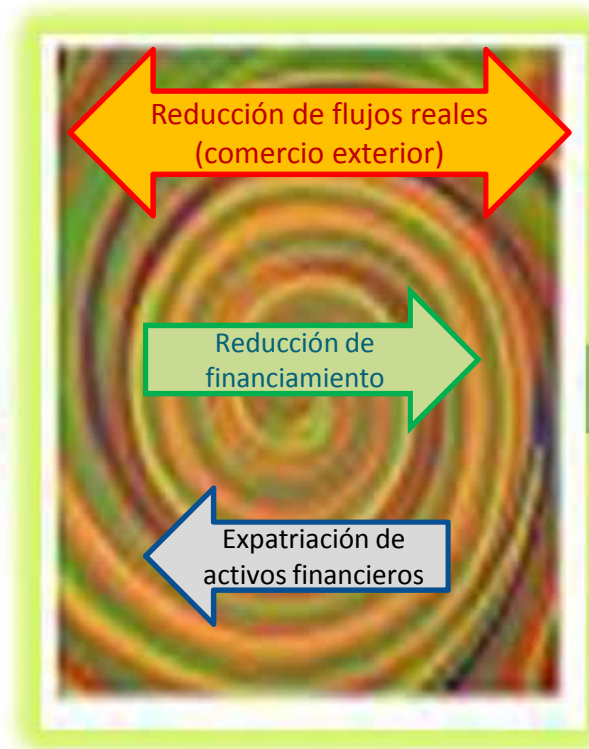 Reducción de flujos reales
(comercio exterior)
Reducción de
financiamiento
Expatriación de
activos financieros